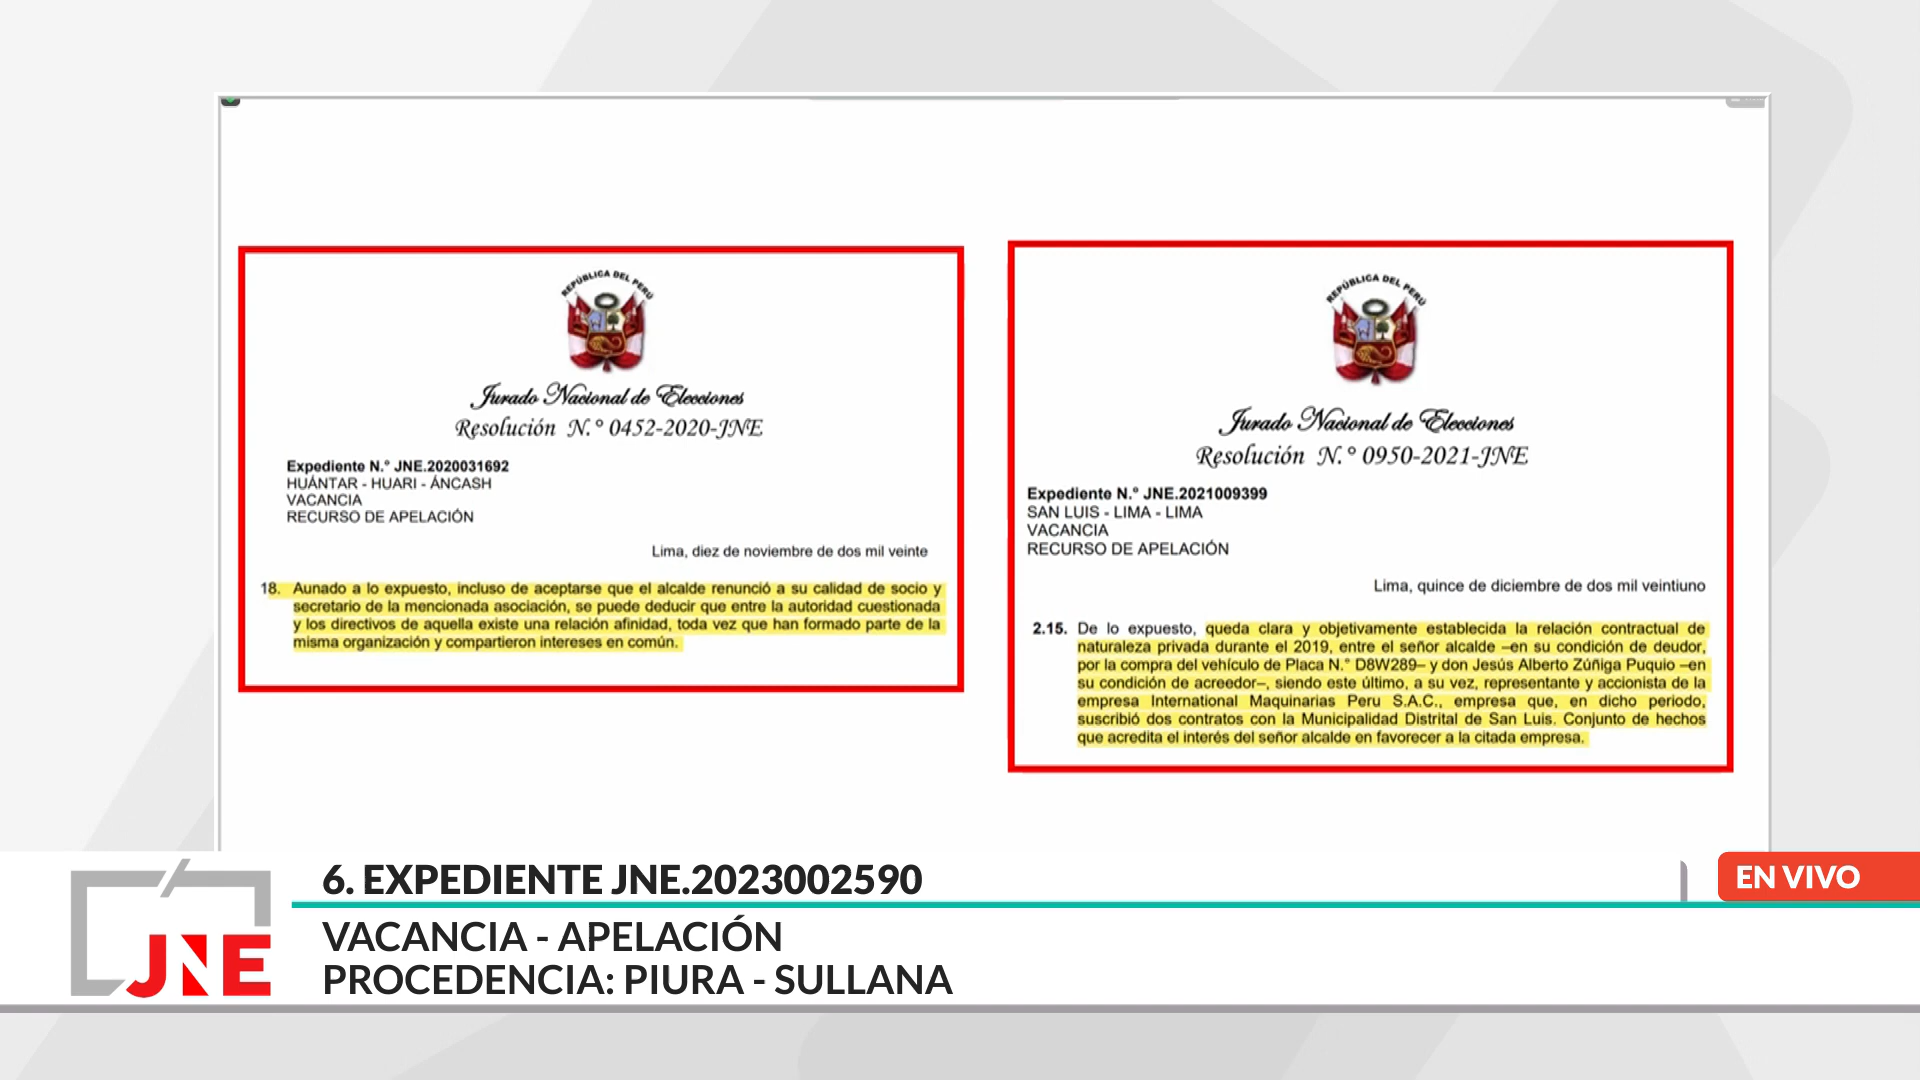 REPÚBLICA DEL PERÚ
Jurado Nacional de Elecciones
Resolución N.° 0452-2020-JNE
Expediente N.° JNE.2020031692
HUÁNTAR - HUARI - ÁNCASH
VACANCIA
RECURSO DE APELACIÓN
Lima, diez de noviembre de dos mil veinte
18. Aunado a lo expuesto, incluso de aceptarse que el alcalde renunció a su calidad de socio y
secretario de la mencionada asociación, se puede deducir que entre la autoridad cuestionada
y los directivos de aquella existe una relación afinidad, toda vez que han formado parte de la
misma organización y compartieron intereses en común.
REPÚBLICA DEL PERÚ
Jurado Nacional de Elecciones
Resolución N.° 0950-2021-JNE
Expediente N.° JNE.2021009399
SAN LUIS - LIMA - LIMA
VACANCIA
RECURSO DE APELACIÓN
Lima, quince de diciembre de dos mil veintiuno
2.15. De lo expuesto, queda clara y objetivamente establecida la relación contractual de
naturaleza privada durante el 2019, entre el señor alcalde –en su condición de deudor,
por la compra del vehículo de Placa N.° D8W289– y don Jesús Alberto Zúñiga Puquio –en
su condición de acreedor–, siendo este último, a su vez, representante y accionista de la
empresa International Maquinarias Peru S.A.C., empresa que, en dicho periodo,
suscribió dos contratos con la Municipalidad Distrital de San Luis. Conjunto de hechos
que acredita el interés del señor alcalde en favorecer a la citada empresa.
6. EXPEDIENTE JNE.2023002590
EN VIVO
JNE
VACANCIA - APELACIÓN
PROCEDENCIA: PIURA - SULLANA